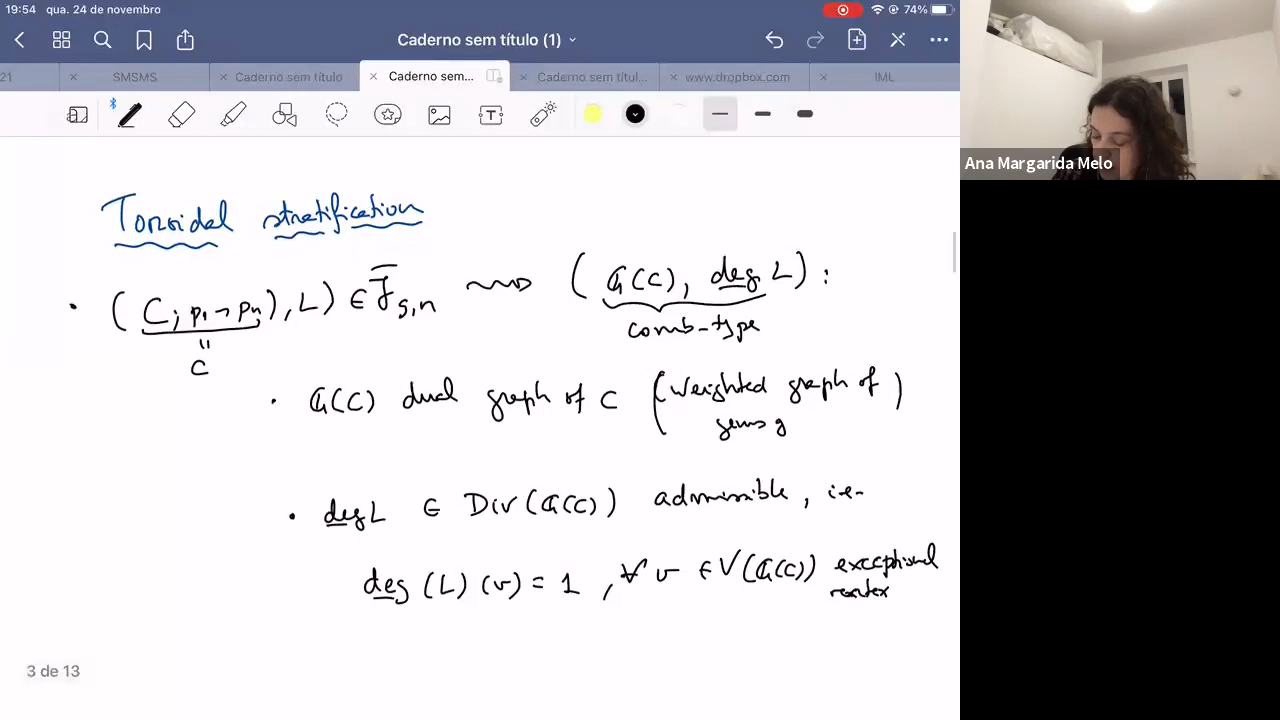 19:54 qua. 24 de novembro 74%
Caderno sem título (1)
21 SMSMS Caderno sem título Caderno sem... Caderno sem títul... www.dropbox.com IML
Ana Margarida Melo
Toroidal stratification
• (C; p₁ → pₙ), L) ∈ J̄g,n ⇝ (G(C), deg L) :
comb-type
"
C
• G(C) dual graph of C (weighted graph of genus g)
• deg L ∈ Div(G(C)) admissible, i.e.
deg (L) (v) = 1, ∀ v ∈ V(G(C)) exceptional vertex
3 de 13